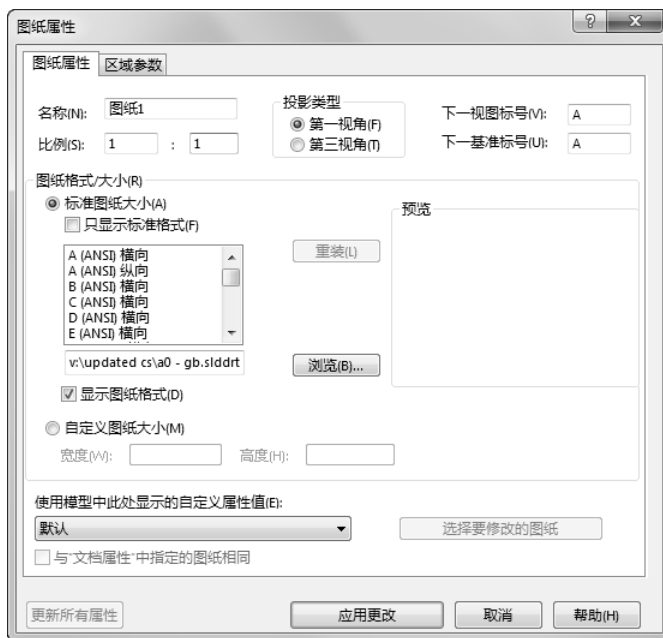 图纸属性
图纸属性 区域参数
名称(N): 图纸1
投影类型
下一视图标号(V): A
第一视角(F)
比例(S): 1 : 1
第三视角(T)
下一基准标号(U): A
图纸格式/大小(R)
标准图纸大小(A)
只显示标准格式(F)
预览
A (ANSI) 横向
A (ANSI) 纵向
B (ANSI) 横向
C (ANSI) 横向
D (ANSI) 横向
E (ANSI) 横向
重装(L)
v:\updated cs\a0 - gb.slddrt
浏览(B)...
显示图纸格式(D)
自定义图纸大小(M)
宽度(W): 高度(H):
使用模型中此处显示的自定义属性值(E):
默认
选择要修改的图纸
与"文档属性"中指定的图纸相同
更新所有属性 应用更改 取消 帮助(H)